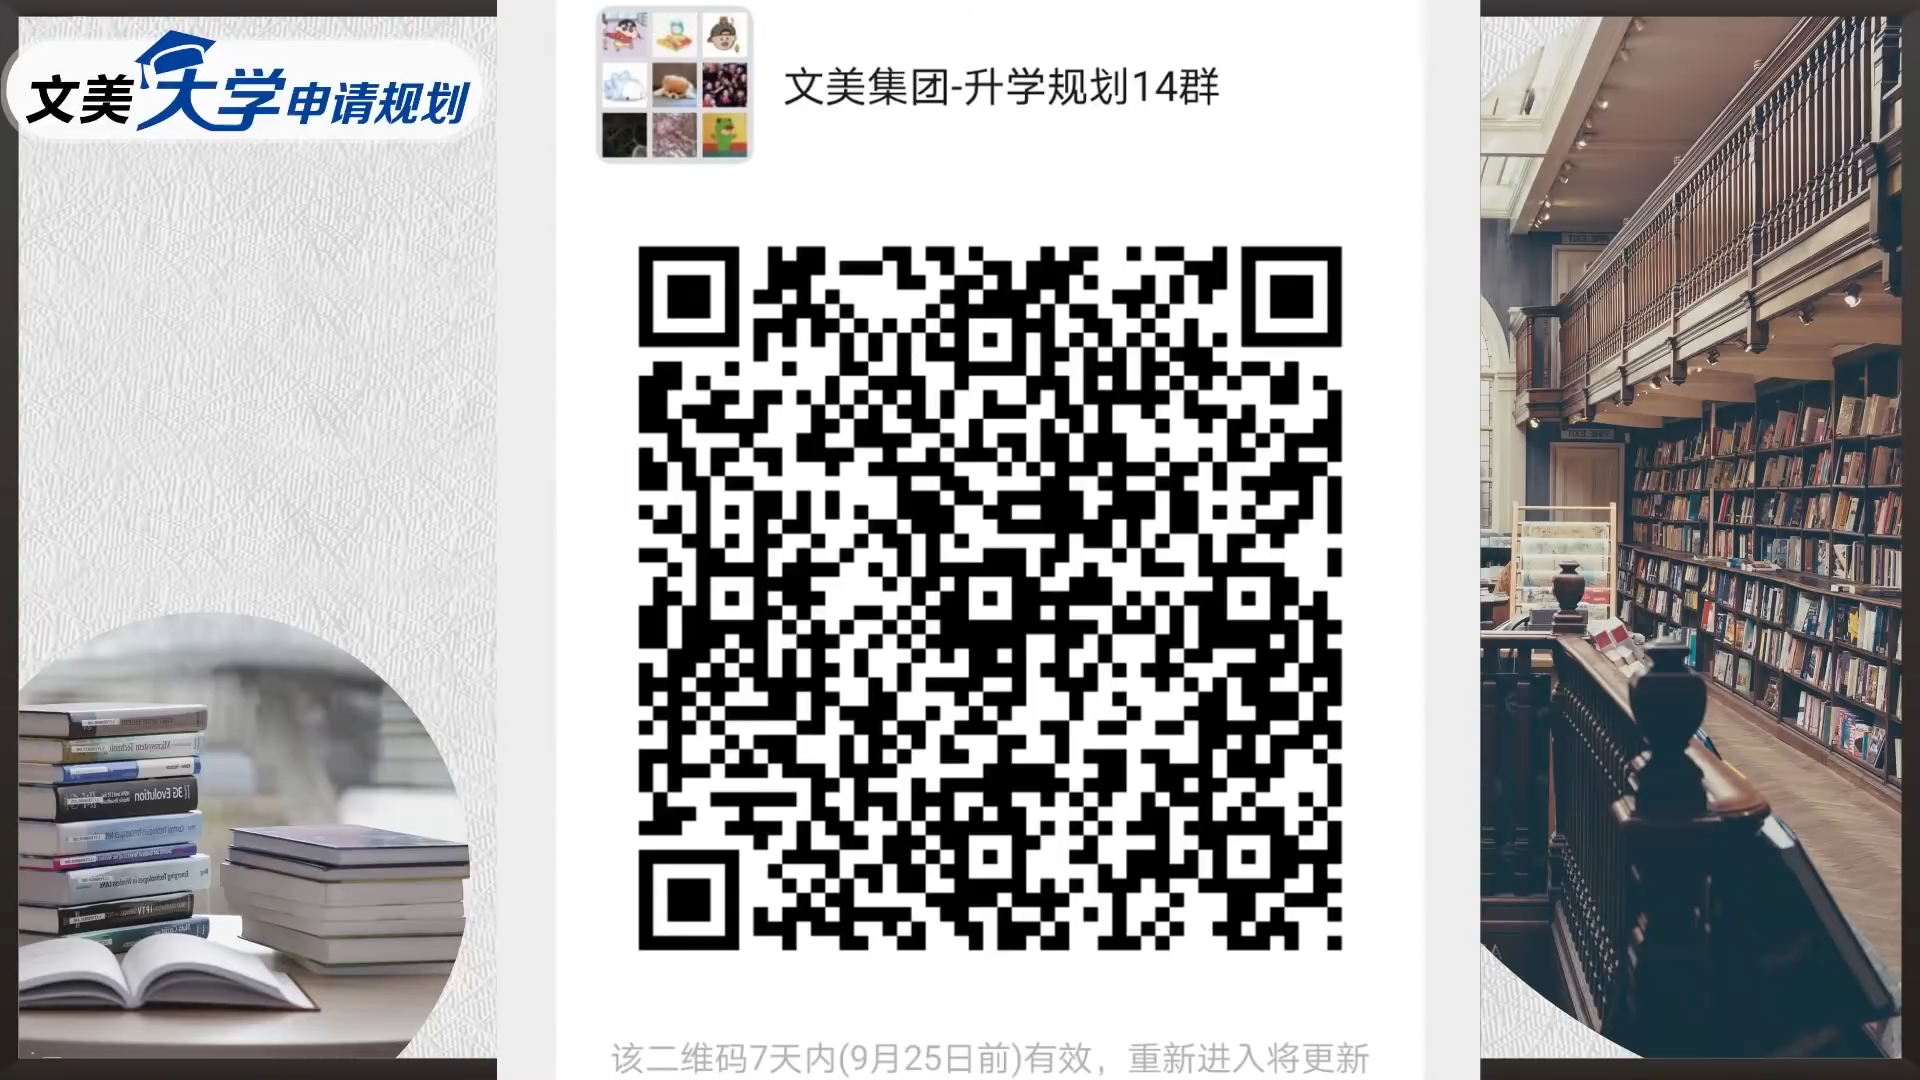 文美大学申请规划
文美集团-升学规划14群
3G Evolution
该二维码7天内(9月25日前)有效，重新进入将更新